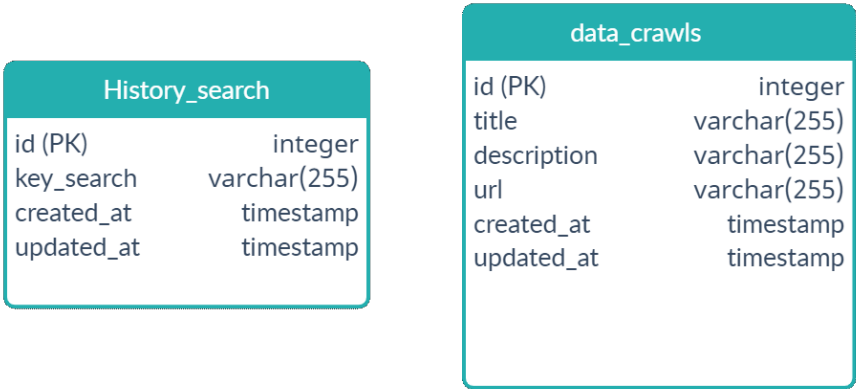 History_search
id (PK) integer
key_search varchar(255)
created_at timestamp
updated_at timestamp
data_crawls
id (PK) integer
title varchar(255)
description varchar(255)
url varchar(255)
created_at timestamp
updated_at timestamp